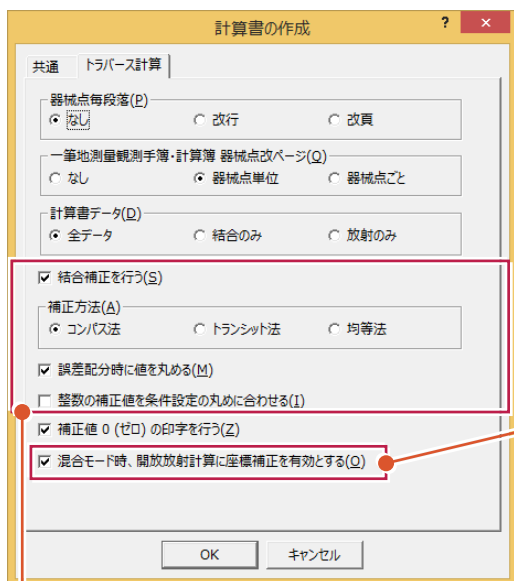 計算書の作成
? ×
共通 トラバース計算
器械点毎段落(P)
なし 改行 改頁
一筆地測量観測手簿・計算簿 器械点改ページ(Q)
なし 器械点単位 器械点ごと
計算書データ(D)
全データ 結合のみ 放射のみ
結合補正を行う(S)
補正方法(A)
コンパス法 トランシット法 均等法
誤差配分時に値を丸める(M)
整数の補正値を条件設定の丸めに合わせる(I)
補正値 0 (ゼロ) の印字を行う(Z)
混合モード時、開放放射計算に座標補正を有効とする(O)
OK キャンセル